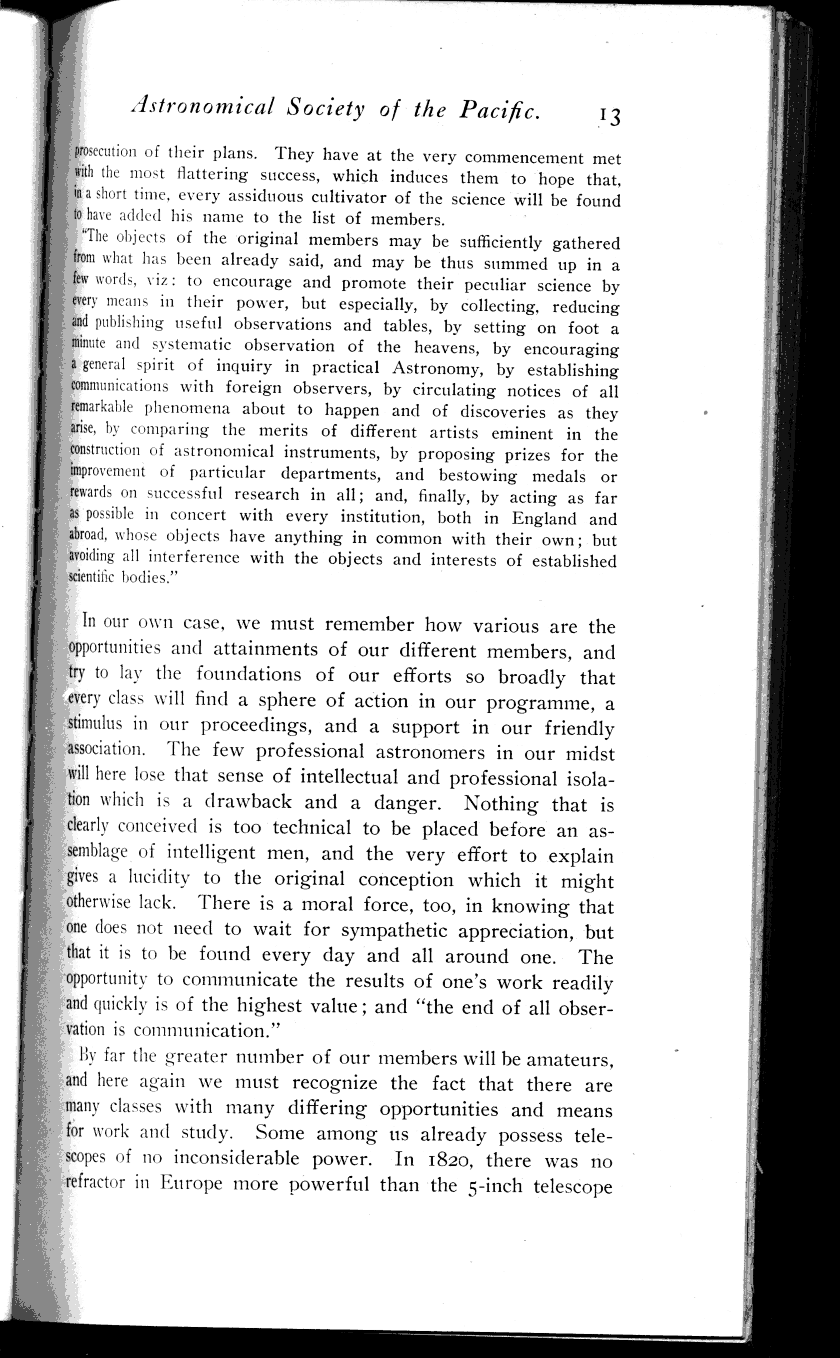 Astronomical Society of the Pacific. 13
prosecution of their plans. They have at the very commencement met
with the most flattering success, which induces them to hope that,
in a short time, every assiduous cultivator of the science will be found
to have added his name to the list of members.
"The objects of the original members may be sufficiently gathered
from what has been already said, and may be thus summed up in a
few words, viz: to encourage and promote their peculiar science by
every means in their power, but especially, by collecting, reducing
and publishing useful observations and tables, by setting on foot a
minute and systematic observation of the heavens, by encouraging
a general spirit of inquiry in practical Astronomy, by establishing
communications with foreign observers, by circulating notices of all
remarkable phenomena about to happen and of discoveries as they
arise, by comparing the merits of different artists eminent in the
construction of astronomical instruments, by proposing prizes for the
improvement of particular departments, and bestowing medals or
rewards on successful research in all; and, finally, by acting as far
as possible in concert with every institution, both in England and
abroad, whose objects have anything in common with their own; but
avoiding all interference with the objects and interests of established
scientific bodies."
In our own case, we must remember how various are the
opportunities and attainments of our different members, and
try to lay the foundations of our efforts so broadly that
every class will find a sphere of action in our programme, a
stimulus in our proceedings, and a support in our friendly
association. The few professional astronomers in our midst
will here lose that sense of intellectual and professional isola-
tion which is a drawback and a danger. Nothing that is
clearly conceived is too technical to be placed before an as-
semblage of intelligent men, and the very effort to explain
gives a lucidity to the original conception which it might
otherwise lack. There is a moral force, too, in knowing that
one does not need to wait for sympathetic appreciation, but
that it is to be found every day and all around one. The
opportunity to communicate the results of one's work readily
and quickly is of the highest value; and "the end of all obser-
vation is communication."
By far the greater number of our members will be amateurs,
and here again we must recognize the fact that there are
many classes with many differing opportunities and means
for work and study. Some among us already possess tele-
scopes of no inconsiderable power. In 1820, there was no
refractor in Europe more powerful than the 5-inch telescope